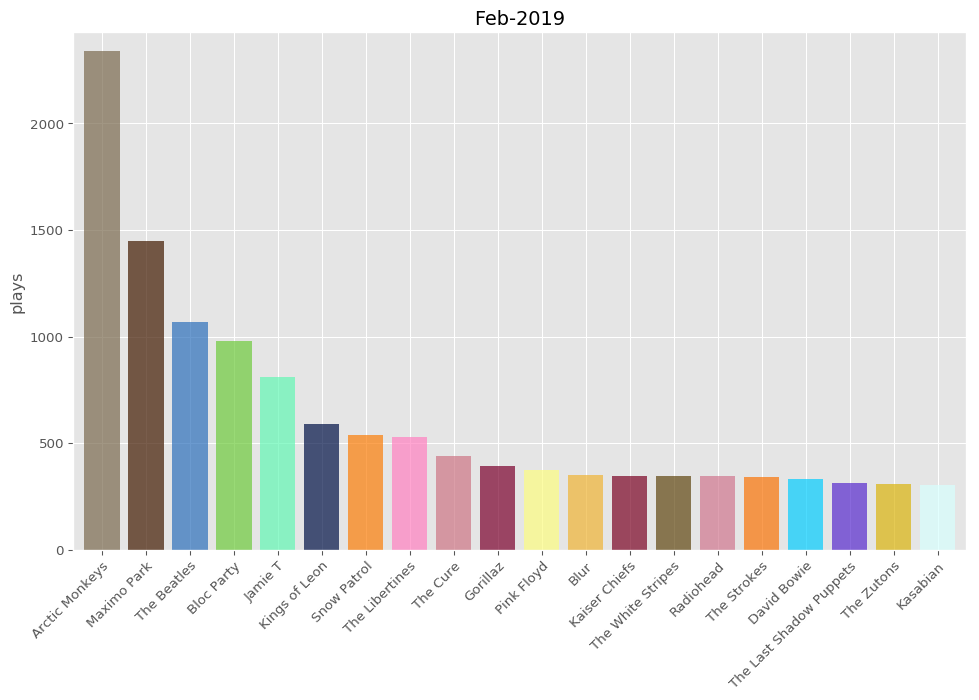 Feb-2019
plays
2000
1500
1000
500
0
Arctic Monkeys
Maximo Park
The Beatles
Bloc Party
Jamie T
Kings of Leon
Snow Patrol
The Libertines
The Cure
Gorillaz
Pink Floyd
Blur
Kaiser Chiefs
The White Stripes
Radiohead
The Strokes
David Bowie
The Last Shadow Puppets
The Zutons
Kasabian